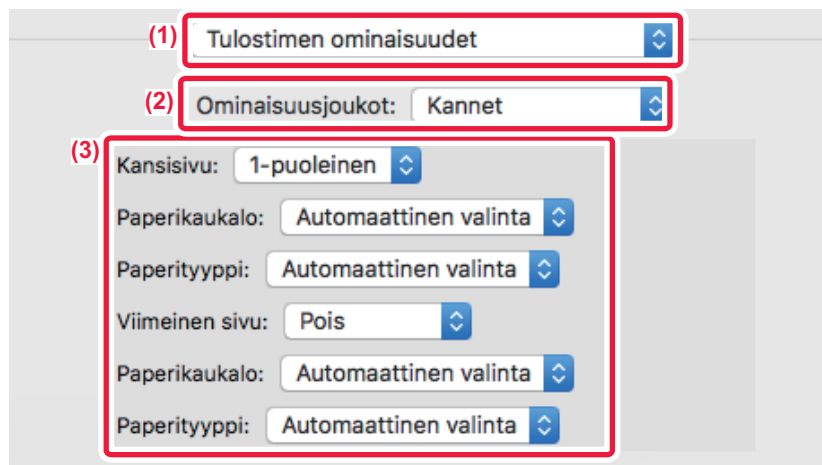 (1) Tulostimen ominaisuudet
(2) Ominaisuusjoukot: Kannet
(3)
Kansisivu: 1-puoleinen
Paperikaukalo: Automaattinen valinta
Paperityyppi: Automaattinen valinta
Viimeinen sivu: Pois
Paperikaukalo: Automaattinen valinta
Paperityyppi: Automaattinen valinta